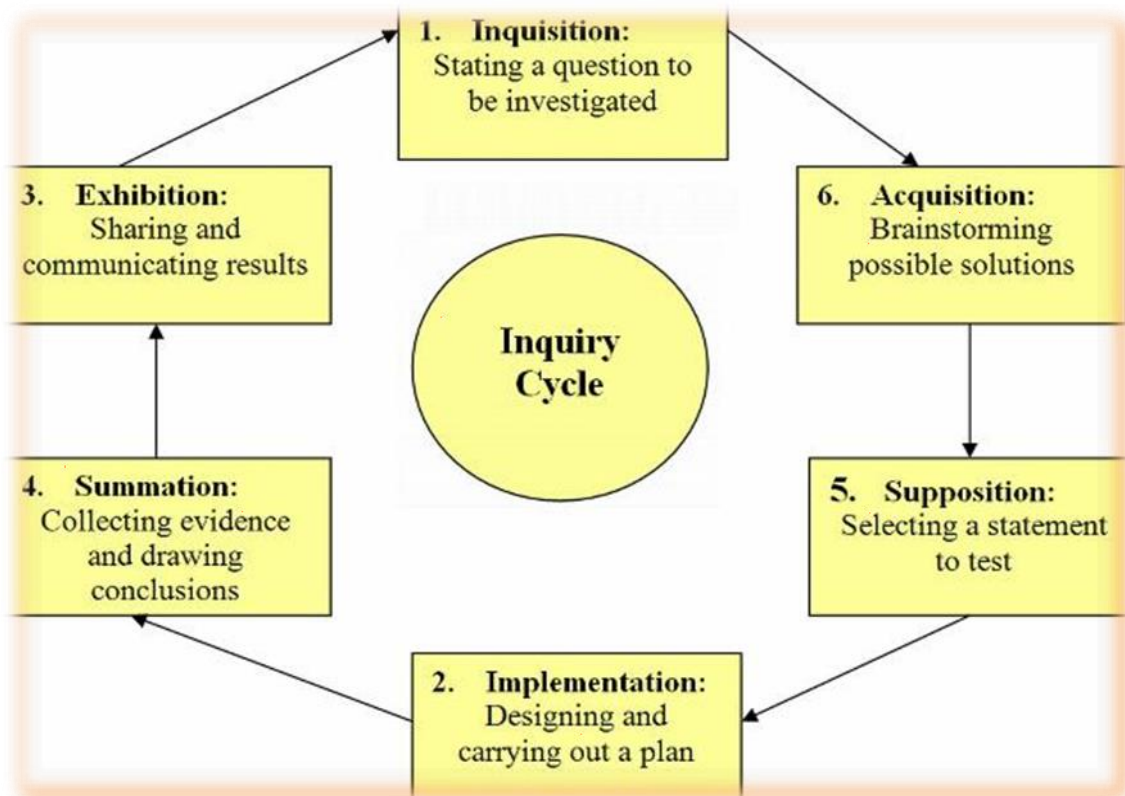 1. Inquisition:
Stating a question to
be investigated
6. Acquisition:
Brainstorming
possible solutions
5. Supposition:
Selecting a statement
to test
2. Implementation:
Designing and
carrying out a plan
4. Summation:
Collecting evidence
and drawing
conclusions
3. Exhibition:
Sharing and
communicating results
Inquiry
Cycle